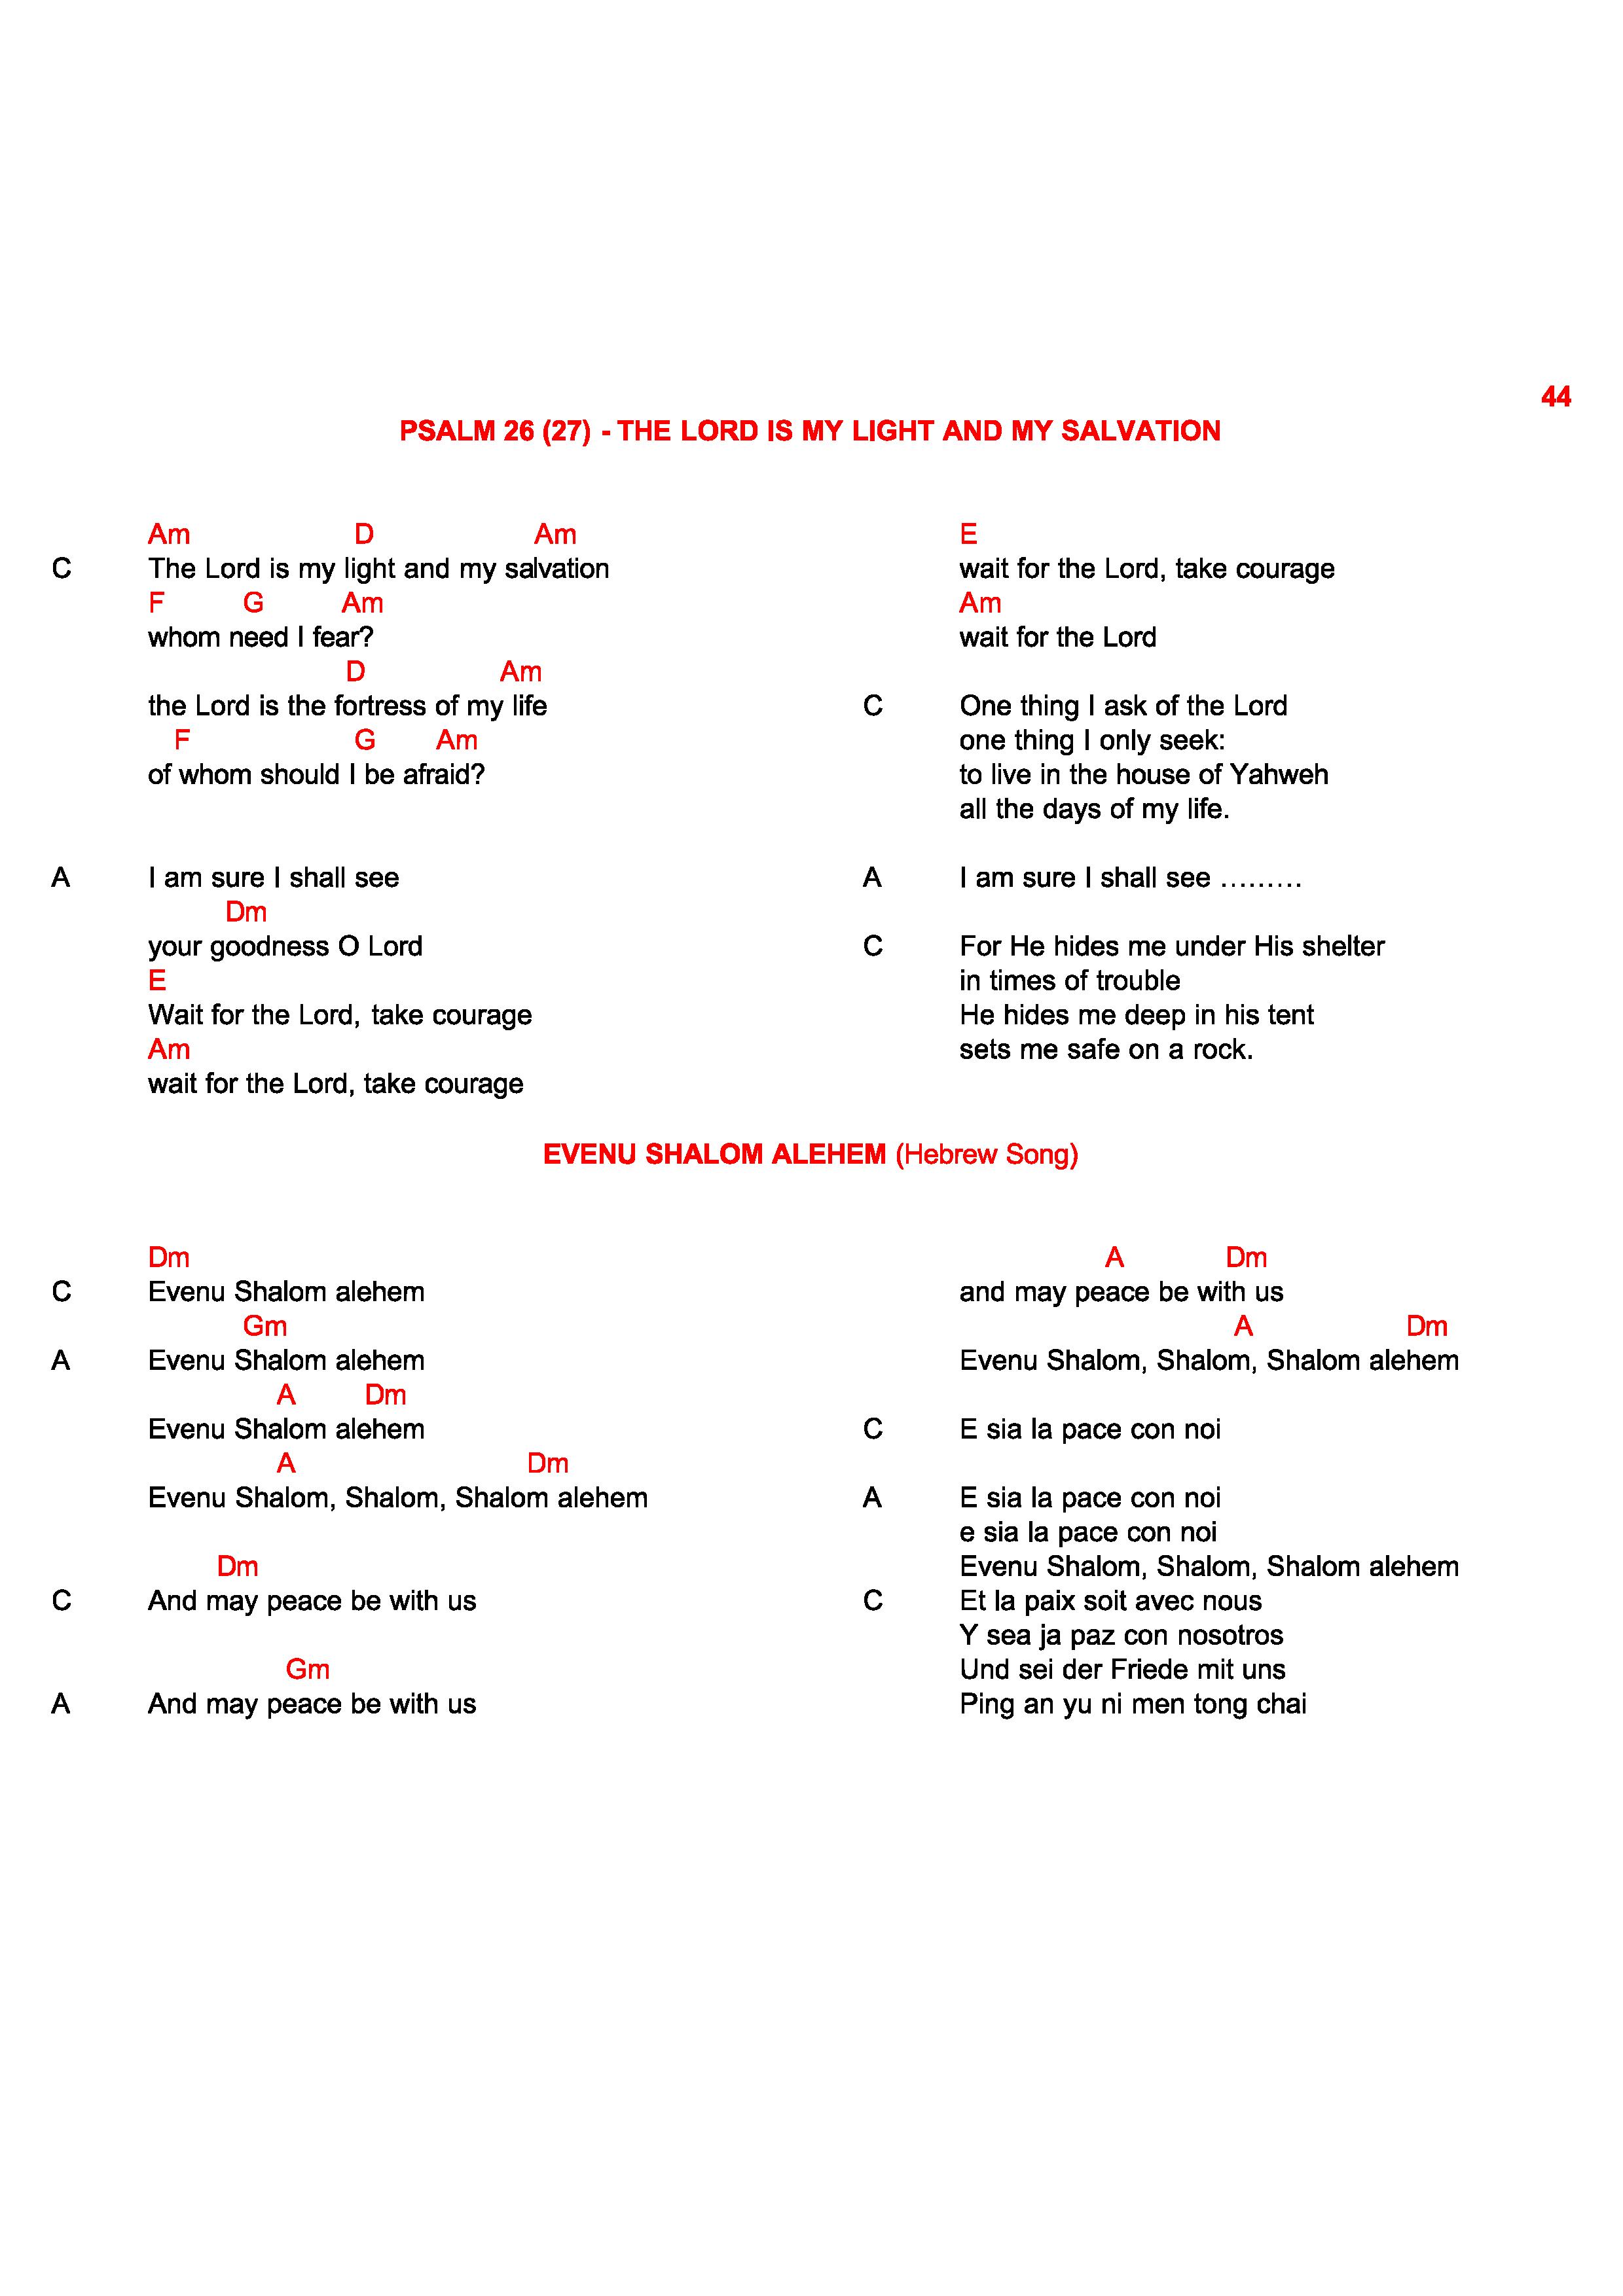 44
PSALM 26 (27) - THE LORD IS MY LIGHT AND MY SALVATION
Am D Am
C The Lord is my light and my salvation
F G Am
whom need I fear?
D Am
the Lord is the fortress of my life
F G Am
of whom should I be afraid?
A I am sure I shall see
Dm
your goodness O Lord
E
Wait for the Lord, take courage
Am
wait for the Lord, take courage
E
wait for the Lord, take courage
Am
wait for the Lord
C One thing I ask of the Lord
one thing I only seek:
to live in the house of Yahweh
all the days of my life.
A I am sure I shall see ………
C For He hides me under His shelter
in times of trouble
He hides me deep in his tent
sets me safe on a rock.
EVENU SHALOM ALEHEM (Hebrew Song)
Dm
C Evenu Shalom alehem
Gm
A Evenu Shalom alehem
A Dm
Evenu Shalom alehem
A Dm
Evenu Shalom, Shalom, Shalom alehem
Dm
C And may peace be with us
Gm
A And may peace be with us
A Dm
and may peace be with us
A Dm
Evenu Shalom, Shalom, Shalom alehem
C E sia la pace con noi
A E sia la pace con noi
e sia la pace con noi
Evenu Shalom, Shalom, Shalom alehem
C Et la paix soit avec nous
Y sea ja paz con nosotros
Und sei der Friede mit uns
Ping an yu ni men tong chai